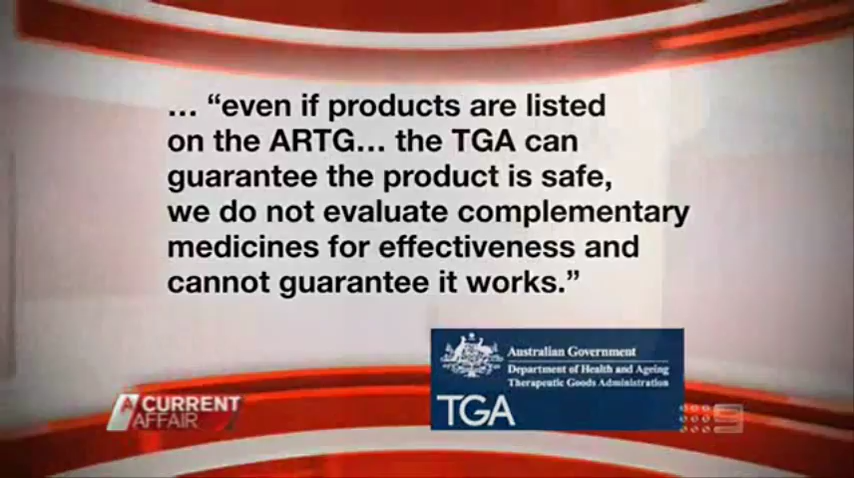 ... “even if products are listed
on the ARTG... the TGA can
guarantee the product is safe,
we do not evaluate complementary
medicines for effectiveness and
cannot guarantee it works.”
Australian Government
Department of Health and Ageing
Therapeutic Goods Administration
TGA
A CURRENT
AFFAIR
9